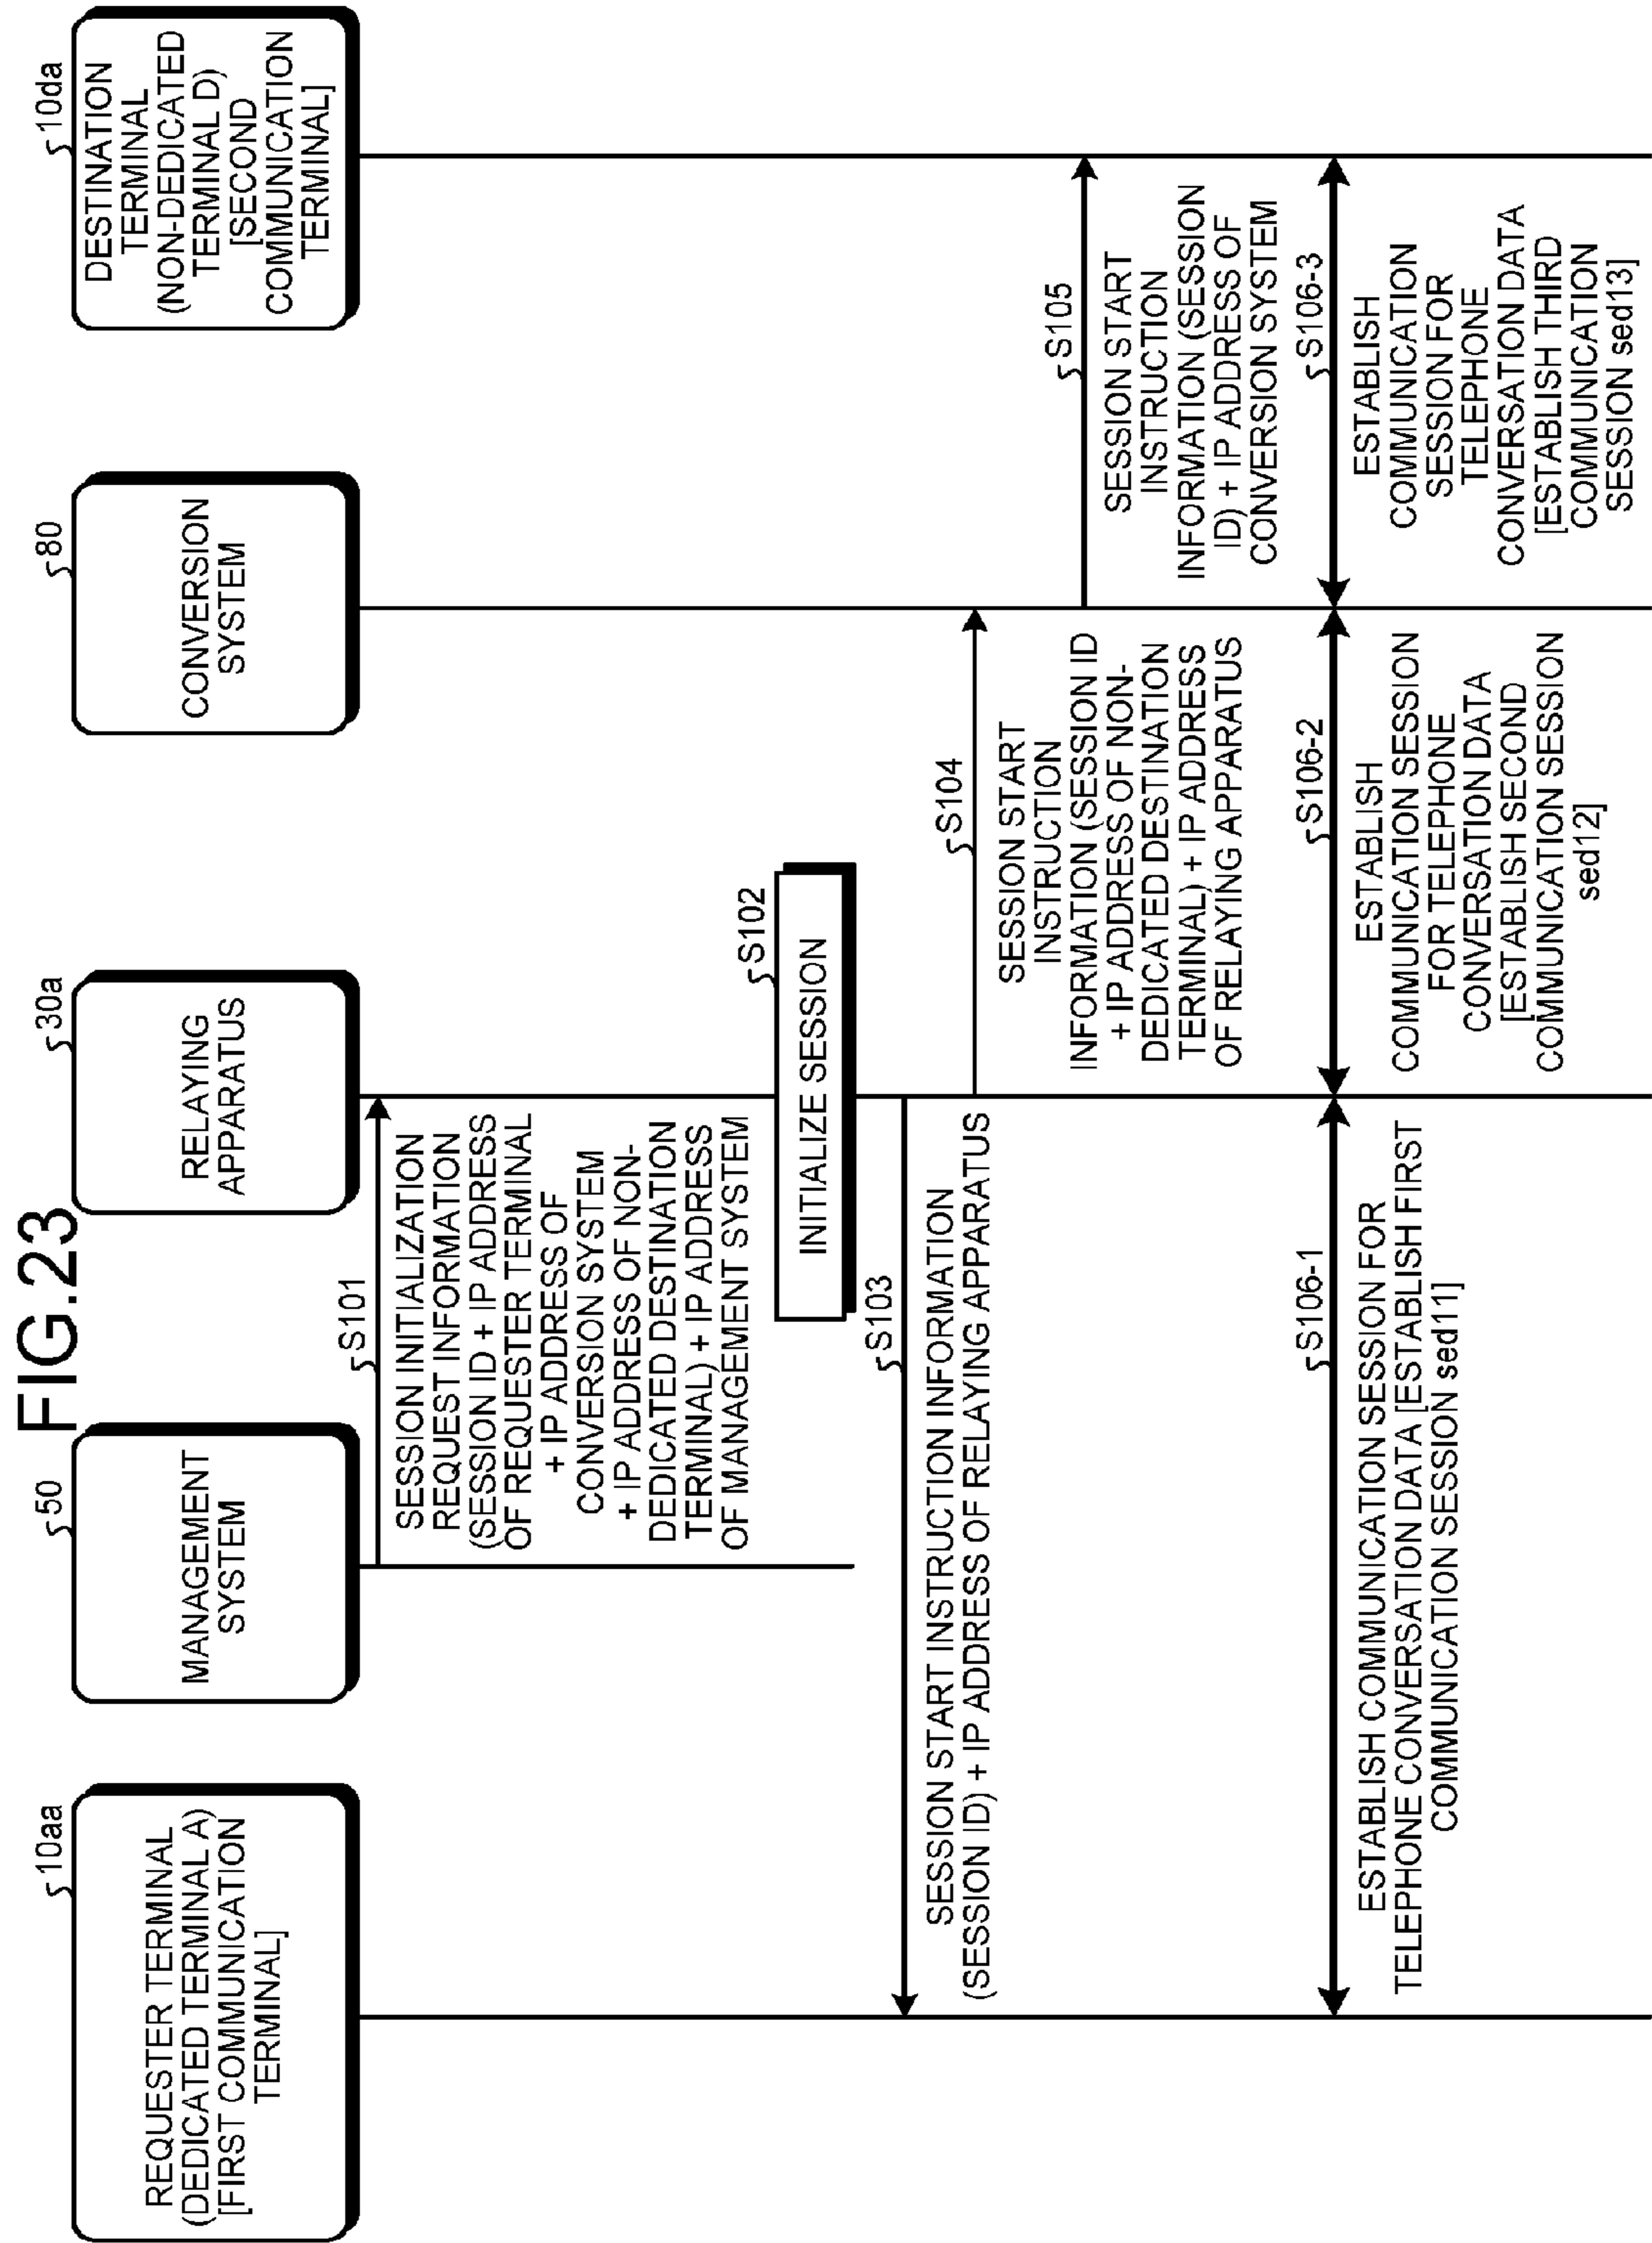 FIG.23
10aa
REQUESTER TERMINAL
(DEDICATED TERMINAL A)
[FIRST COMMUNICATION
TERMINAL]
50
MANAGEMENT
SYSTEM
30a
RELAYING
APPARATUS
80
CONVERSION
SYSTEM
10da
DESTINATION
TERMINAL
(NON-DEDICATED
TERMINAL D)
[SECOND
COMMUNICATION
TERMINAL]
S101
SESSION INITIALIZATION
REQUEST INFORMATION
(SESSION ID + IP ADDRESS
OF REQUESTER TERMINAL
+ IP ADDRESS OF
CONVERSION SYSTEM
+ IP ADDRESS OF NON-
DEDICATED DESTINATION
TERMINAL) + IP ADDRESS
OF MANAGEMENT SYSTEM
S102
INITIALIZE SESSION
S103
SESSION START INSTRUCTION INFORMATION
(SESSION ID) + IP ADDRESS OF RELAYING APPARATUS
S104
SESSION START
INSTRUCTION
INFORMATION (SESSION ID
+ IP ADDRESS OF NON-
DEDICATED DESTINATION
TERMINAL) + IP ADDRESS
OF RELAYING APPARATUS
S105
SESSION START
INSTRUCTION
INFORMATION (SESSION
ID) + IP ADDRESS OF
CONVERSION SYSTEM
S106-1
ESTABLISH COMMUNICATION SESSION FOR
TELEPHONE CONVERSATION DATA [ESTABLISH FIRST
COMMUNICATION SESSION sed11]
S106-2
ESTABLISH
COMMUNICATION SESSION
FOR TELEPHONE
CONVERSATION DATA
[ESTABLISH SECOND
COMMUNICATION SESSION
sed12]
S106-3
ESTABLISH
COMMUNICATION
SESSION FOR
TELEPHONE
CONVERSATION DATA
[ESTABLISH THIRD
COMMUNICATION
SESSION sed13]